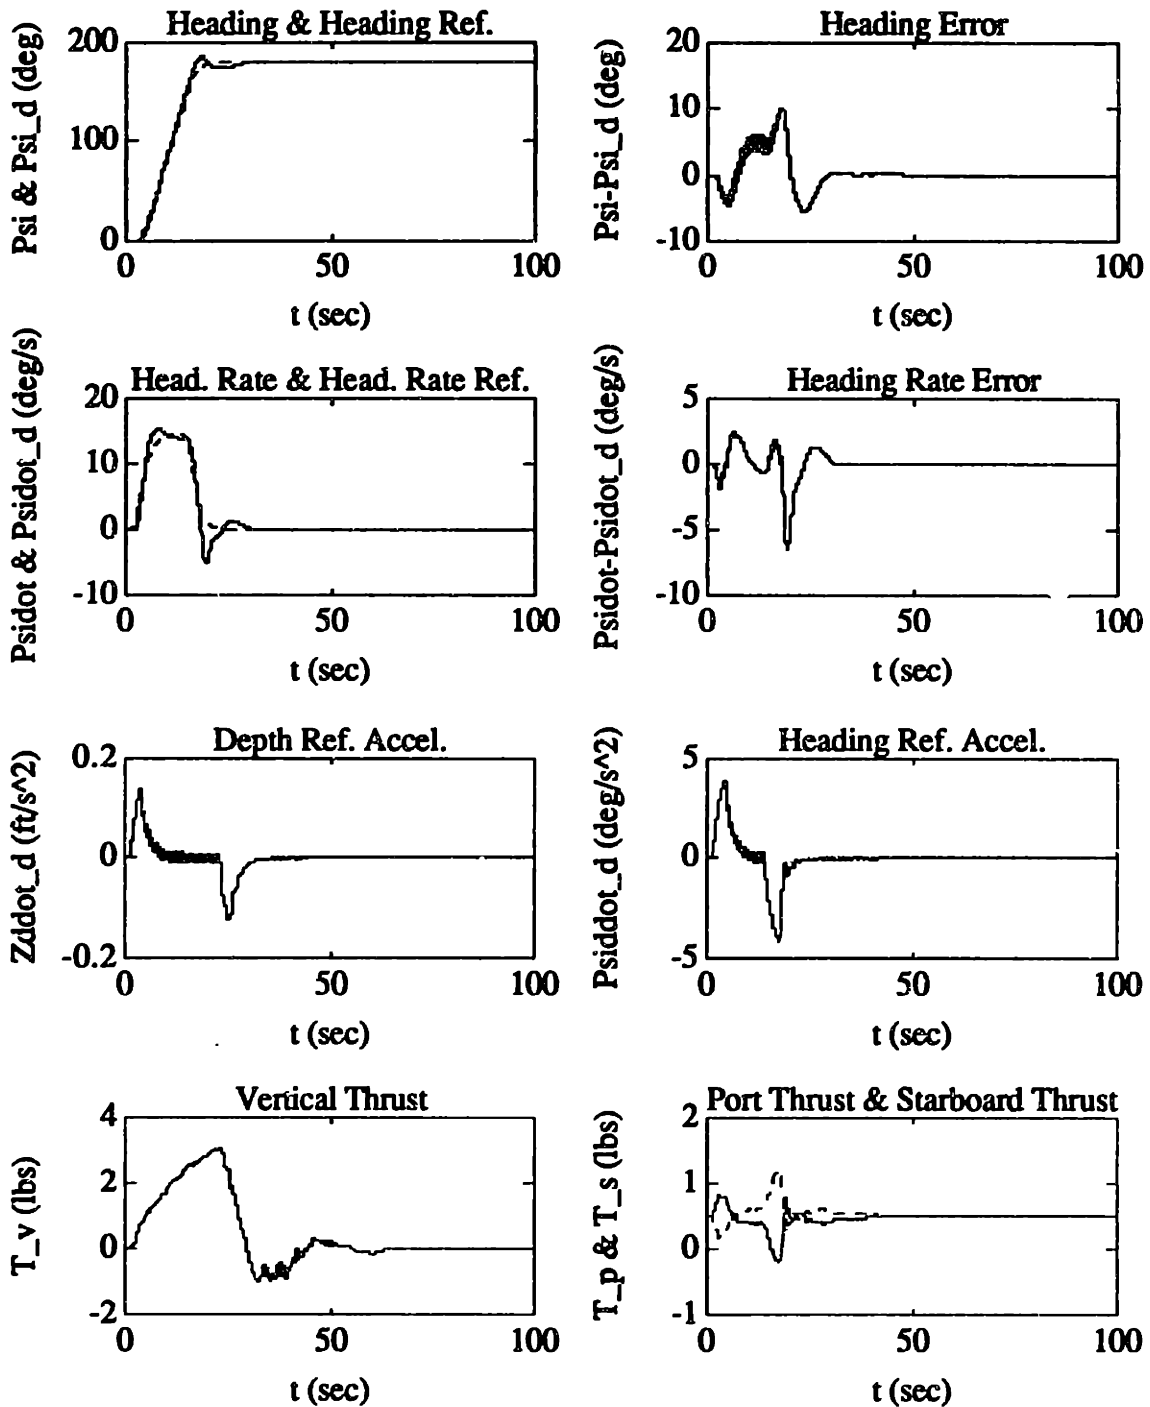 Heading & Heading Ref.
Psi & Psi_d (deg)
200
100
0
0 50 100
t (sec)
Heading Error
Psi-Psi_d (deg)
20
10
0
-10
0 50 100
t (sec)
Head. Rate & Head. Rate Ref.
Psidot & Psidot_d (deg/s)
20
10
0
-10
0 50 100
t (sec)
Heading Rate Error
Psidot-Psidot_d (deg/s)
5
0
-5
-10
0 50 100
t (sec)
Depth Ref. Accel.
Zddot_d (ft/s^2)
0.2
0
-0.2
0 50 100
t (sec)
Heading Ref. Accel.
Psiddot_d (deg/s^2)
5
0
-5
0 50 100
t (sec)
Vertical Thrust
T_v (lbs)
4
2
0
-2
0 50 100
t (sec)
Port Thrust & Starboard Thrust
T_p & T_s (lbs)
2
1
0
-1
0 50 100
t (sec)